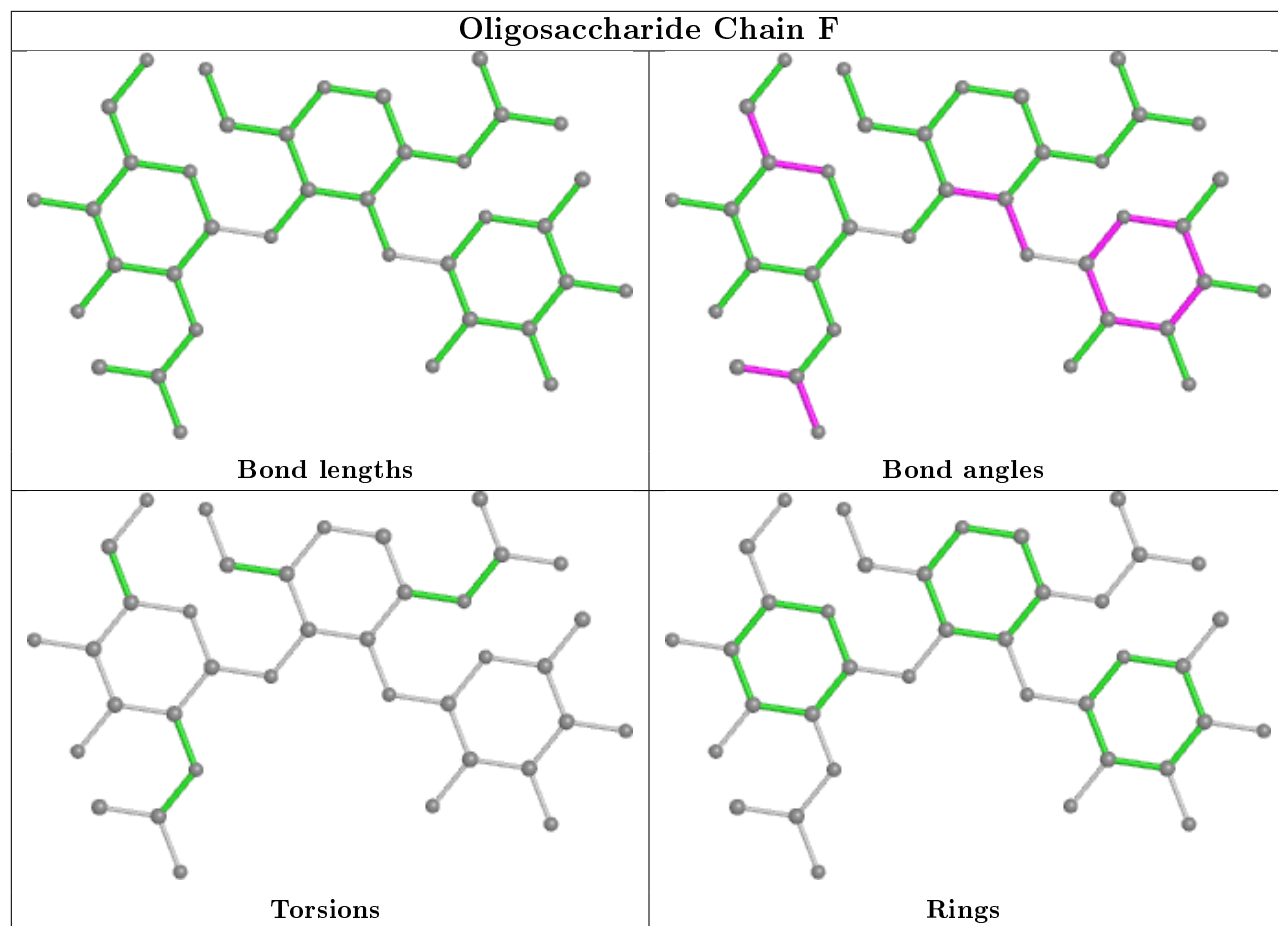 Oligosaccharide Chain F
Bond lengths
Bond angles
Torsions
Rings